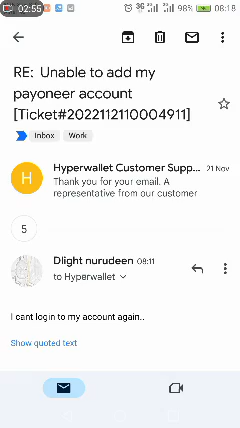 02:55
3G
98%
08:18
RE: Unable to add my
payoneer account
[Ticket#2022112110004911]
Inbox
Work
H
Hyperwallet Customer Supp... 21 Nov
Thank you for your email. A
representative from our customer
5
Dlight nurudeen 08:11
to Hyperwallet
I cant login to my account again..
Show quoted text